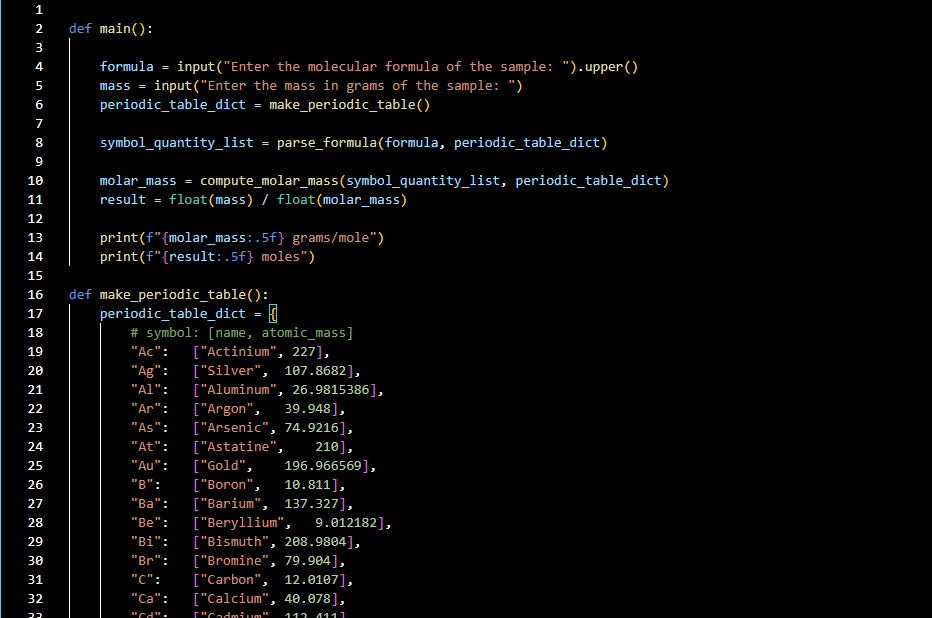 1
2 def main():
3
4 formula = input("Enter the molecular formula of the sample: ").upper()
5 mass = input("Enter the mass in grams of the sample: ")
6 periodic_table_dict = make_periodic_table()
7
8 symbol_quantity_list = parse_formula(formula, periodic_table_dict)
9
10 molar_mass = compute_molar_mass(symbol_quantity_list, periodic_table_dict)
11 result = float(mass) / float(molar_mass)
12
13 print(f"{molar_mass:.5f} grams/mole")
14 print(f"{result:.5f} moles")
15
16 def make_periodic_table():
17 periodic_table_dict = {
18 # symbol: [name, atomic_mass]
19 "Ac": ["Actinium", 227],
20 "Ag": ["Silver", 107.8682],
21 "Al": ["Aluminum", 26.9815386],
22 "Ar": ["Argon", 39.948],
23 "As": ["Arsenic", 74.9216],
24 "At": ["Astatine", 210],
25 "Au": ["Gold", 196.966569],
26 "B": ["Boron", 10.811],
27 "Ba": ["Barium", 137.327],
28 "Be": ["Beryllium", 9.012182],
29 "Bi": ["Bismuth", 208.9804],
30 "Br": ["Bromine", 79.904],
31 "C": ["Carbon", 12.0107],
32 "Ca": ["Calcium", 40.078],
33 "Cd": ["Cadmium", 112.411],